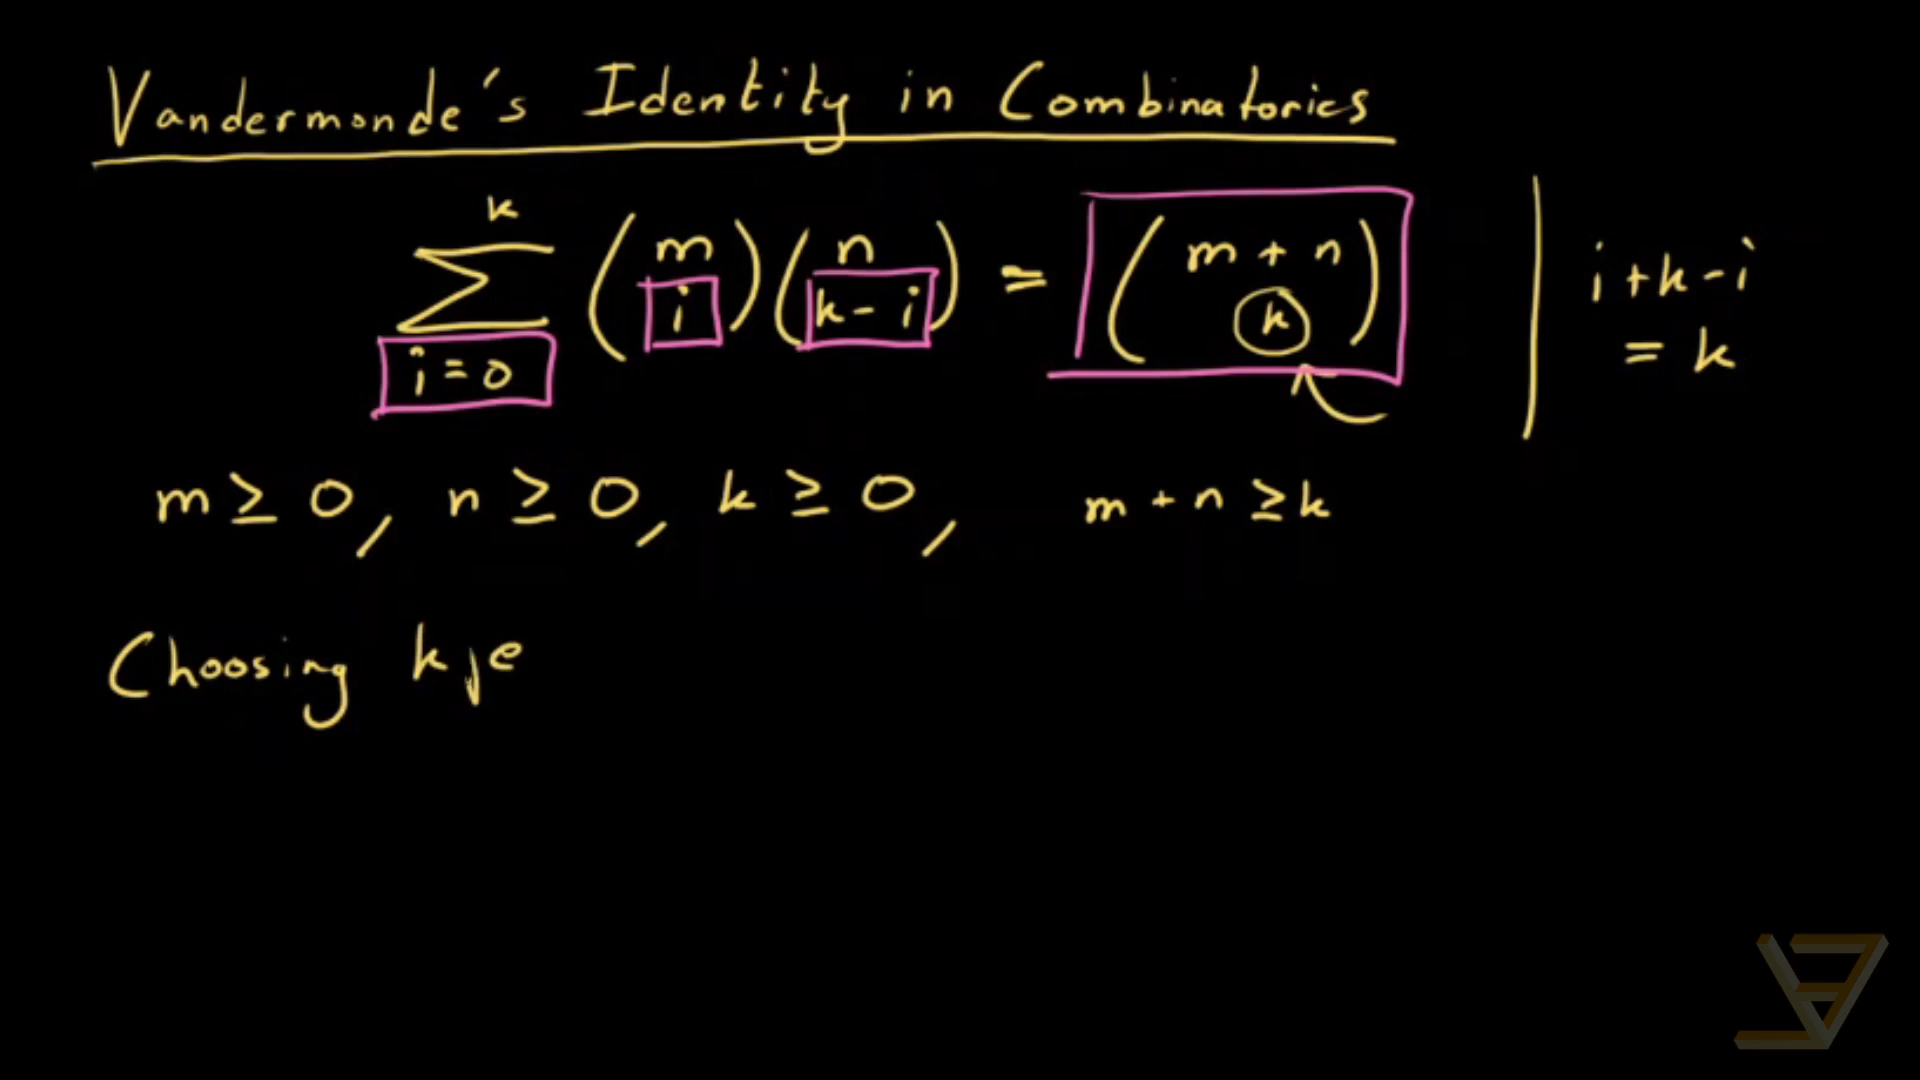 Vandermonde's Identity in Combinatorics
k
∑ (m i)(n k-i) = (m+n k)
i=0
i+k-i
= k
m ≥ 0, n ≥ 0, k ≥ 0, m+n ≥ k
Choosing k